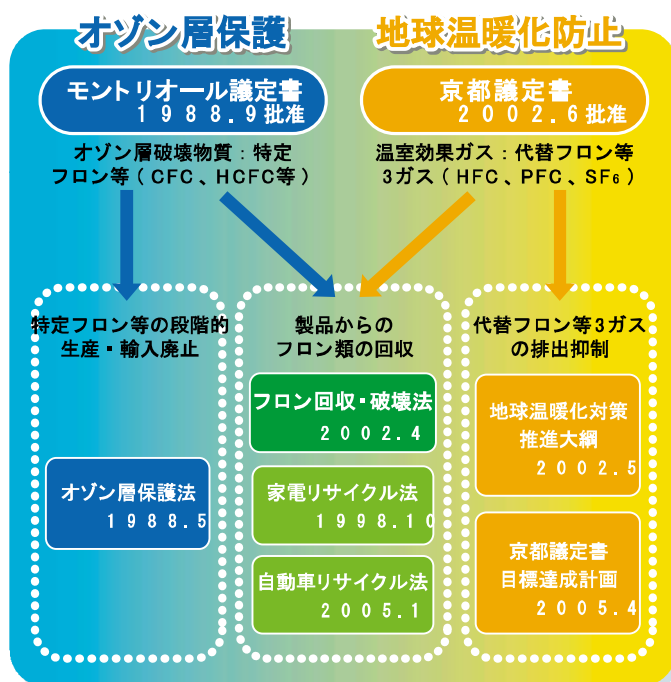 オゾン層保護
地球温暖化防止
モントリオール議定書
1988.9批准
京都議定書
2002.6批准
オゾン層破壊物質：特定
フロン等（CFC、HCFC等）
温室効果ガス：代替フロン等
3ガス（HFC、PFC、SF₆）
特定フロン等の段階的
生産・輸入廃止
オゾン層保護法
1988.5
製品からの
フロン類の回収
フロン回収・破壊法
2002.4
家電リサイクル法
1998.10
自動車リサイクル法
2005.1
代替フロン等3ガス
の排出抑制
地球温暖化対策
推進大綱
2002.5
京都議定書
目標達成計画
2005.4